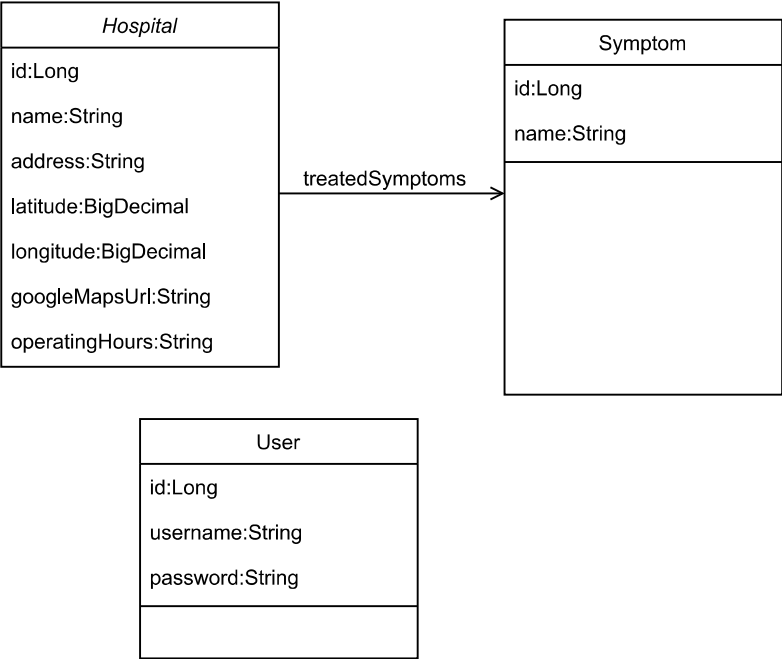 Hospital
id:Long
name:String
address:String
latitude:BigDecimal
longitude:BigDecimal
googleMapsUrl:String
operatingHours:String
treatedSymptoms
Symptom
id:Long
name:String
User
id:Long
username:String
password:String